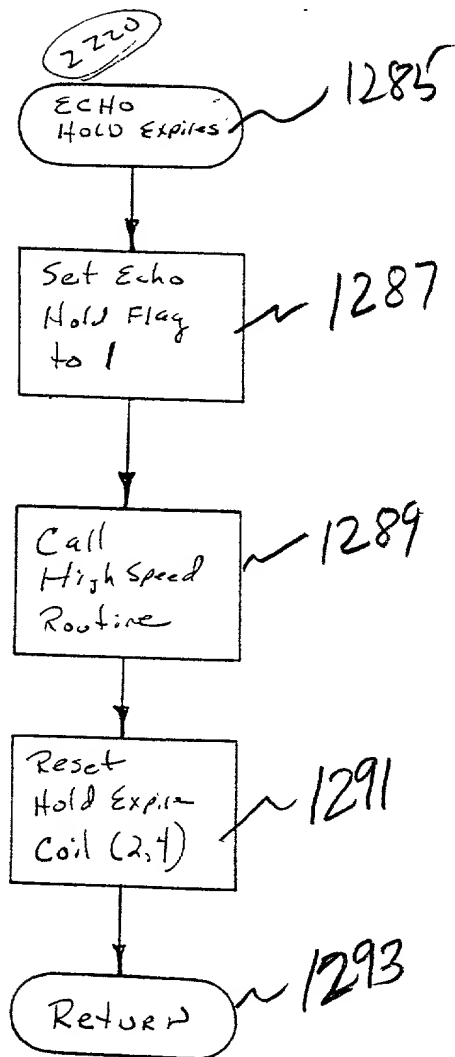 2220
ECHO
HOLD Expires
1285
Set Echo
Hold Flag
to 1
1287
Call
High Speed
Routine
1289
Reset
Hold Expire
Coil (2,4)
1291
Return
1293